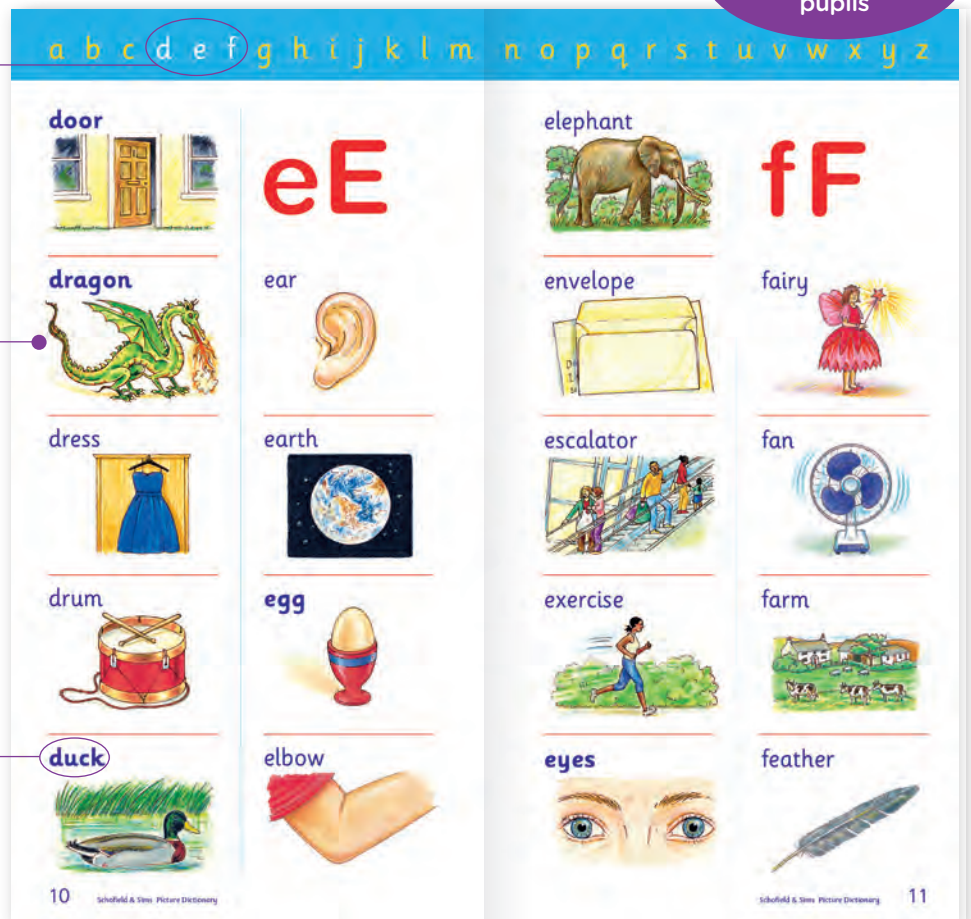 pupils
a b c d e f g h i j k l m n o p q r s t u v w x y z
door
dragon
dress
drum
duck
eE
ear
earth
egg
elbow
10 Schofield & Sims Picture Dictionary
elephant
envelope
escalator
exercise
eyes
fF
fairy
fan
farm
feather
Schofield & Sims Picture Dictionary 11